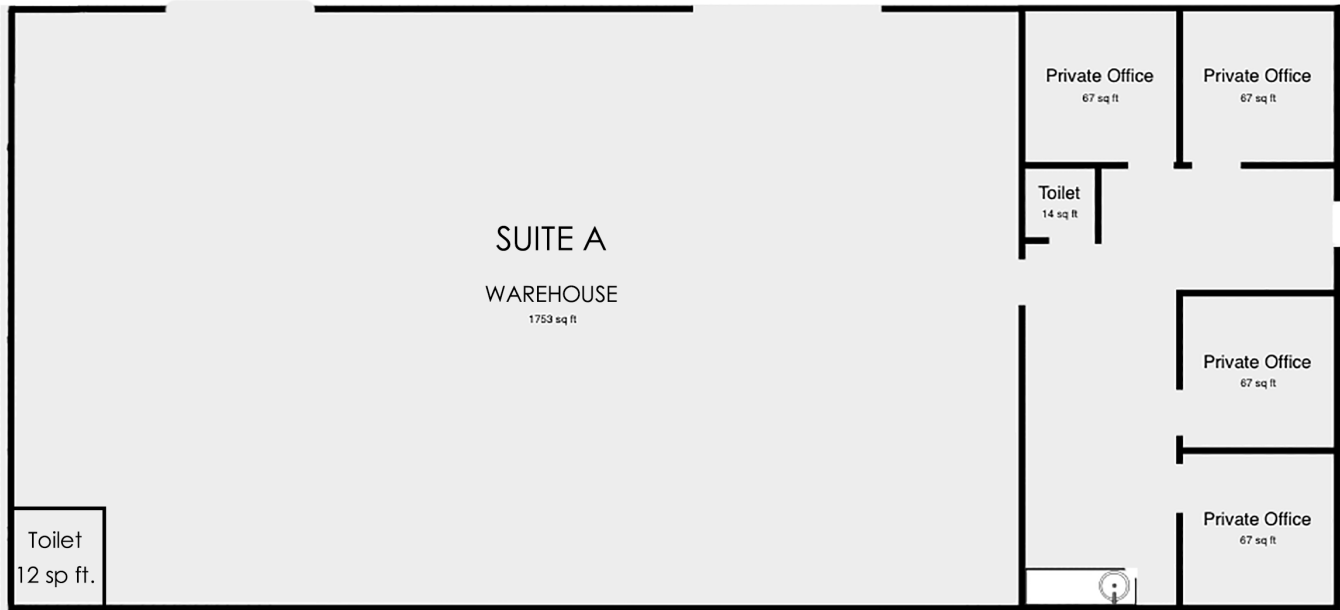 Private Office
67 sq ft
Private Office
67 sq ft
Toilet
14 sq ft
SUITE A
WAREHOUSE
1753 sq ft
Private Office
67 sq ft
Private Office
67 sq ft
Toilet
12 sp ft.